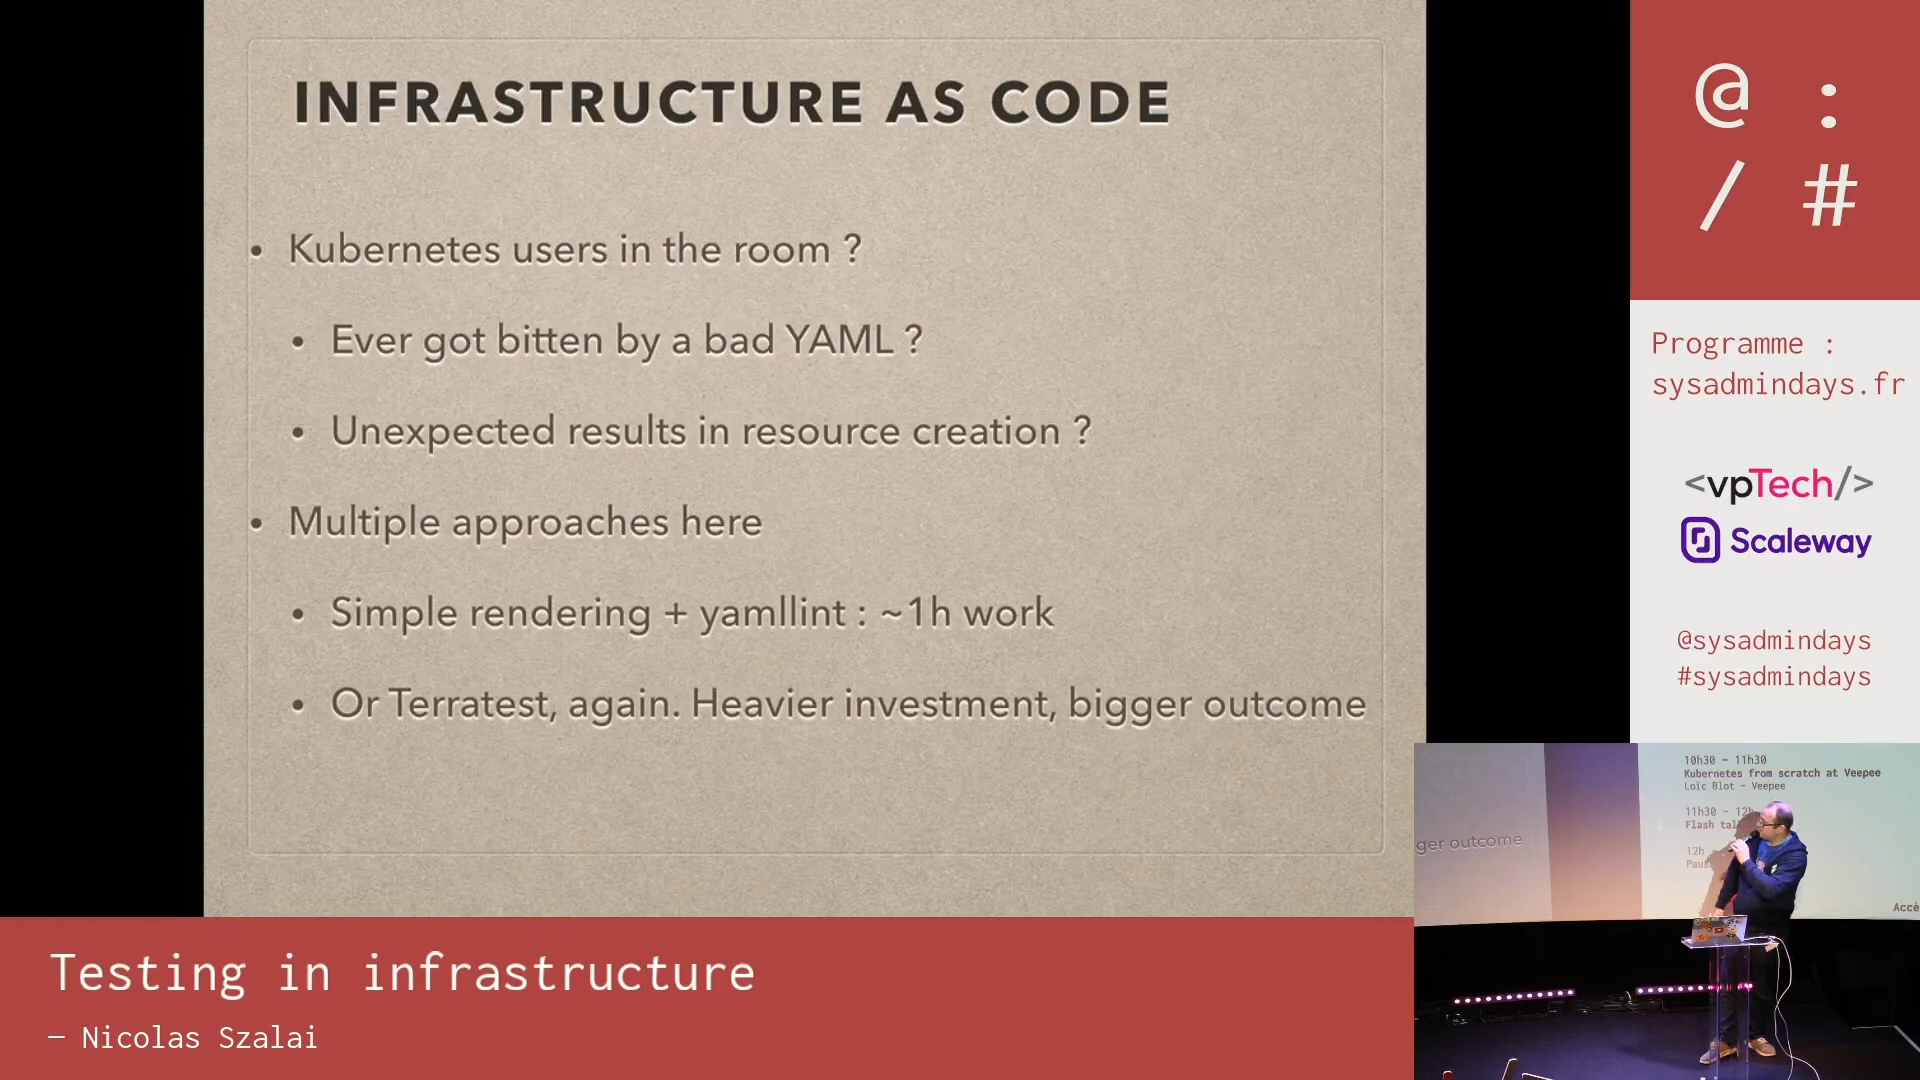 INFRASTRUCTURE AS CODE
• Kubernetes users in the room ?
• Ever got bitten by a bad YAML ?
• Unexpected results in resource creation ?
• Multiple approaches here
• Simple rendering + yamllint : ~1h work
• Or Terratest, again. Heavier investment, bigger outcome
@ :
/ #
Programme :
sysadmindays.fr
<vpTech/>
Scaleway
@sysadmindays
#sysadmindays
ger outcome
10h30 - 11h30
Kubernetes from scratch at Veepee
Loïc Blot - Veepee
11h30 - 12h
Flash tal
12h
Paus
Accè
Testing in infrastructure
— Nicolas Szalai